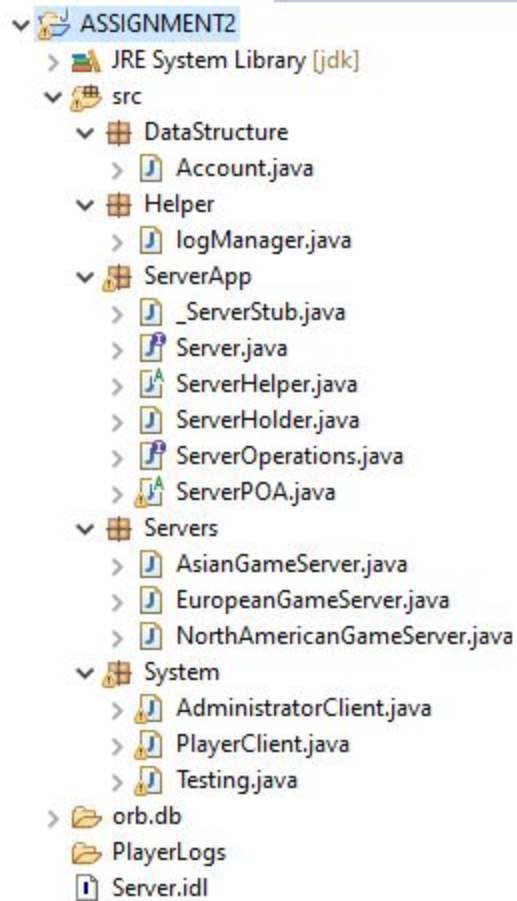 ASSIGNMENT2
JRE System Library [jdk]
src
DataStructure
Account.java
Helper
logManager.java
ServerApp
_ServerStub.java
Server.java
ServerHelper.java
ServerHolder.java
ServerOperations.java
ServerPOA.java
Servers
AsianGameServer.java
EuropeanGameServer.java
NorthAmericanGameServer.java
System
AdministratorClient.java
PlayerClient.java
Testing.java
orb.db
PlayerLogs
Server.idl